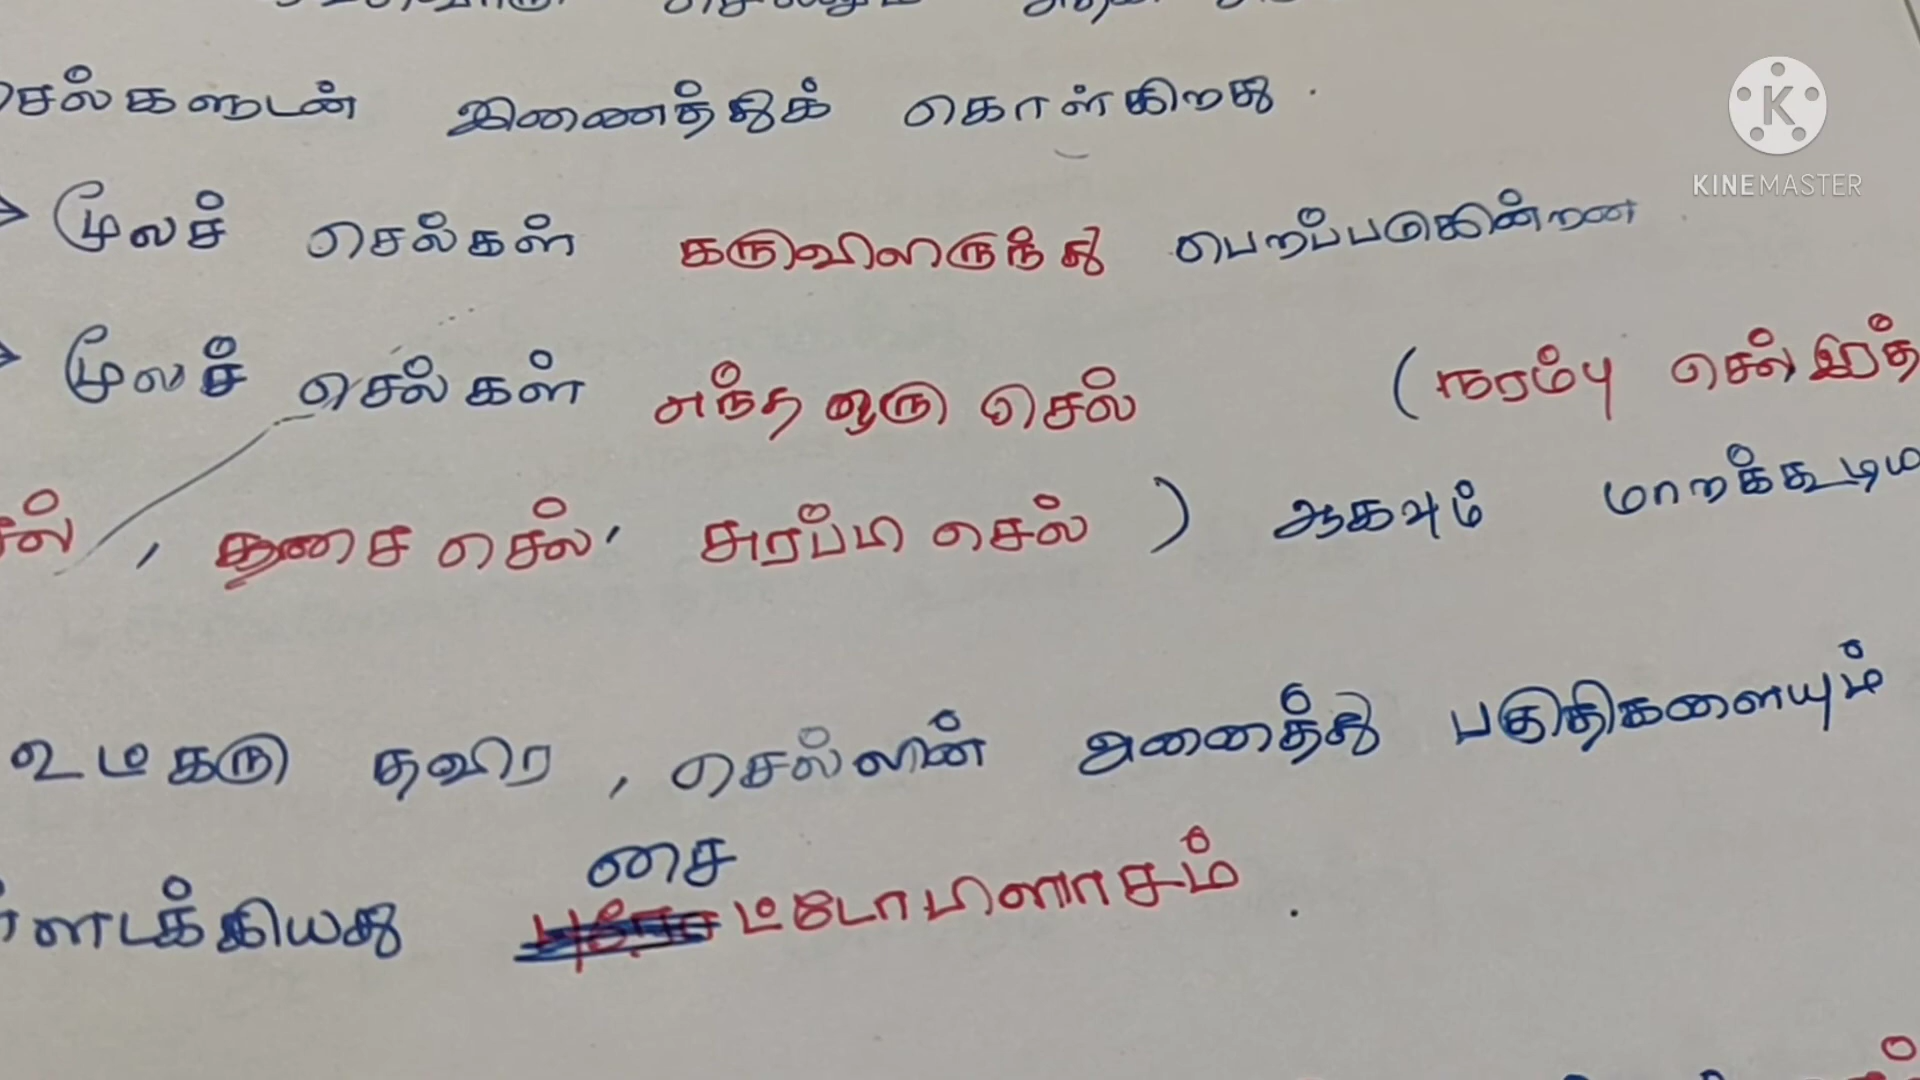 செல்களுடன் இணைத்துக் கொள்கிறது.
KINEMASTER
→ மூலச் செல்கள் கருவிலிருந்து பெறப்படுகின்றன
→ மூலச் செல்கள் எந்த ஒரு செல் (நரம்பு செல் இரத்
செல், தசை செல், சுரப்பி செல்) ஆகவும் மாறக்கூடிய
உட்கரு தவிர, செல்லின் அனைத்து பகுதிகளையும்
ள்ளடக்கியது சைட்டோபிளாசம்.